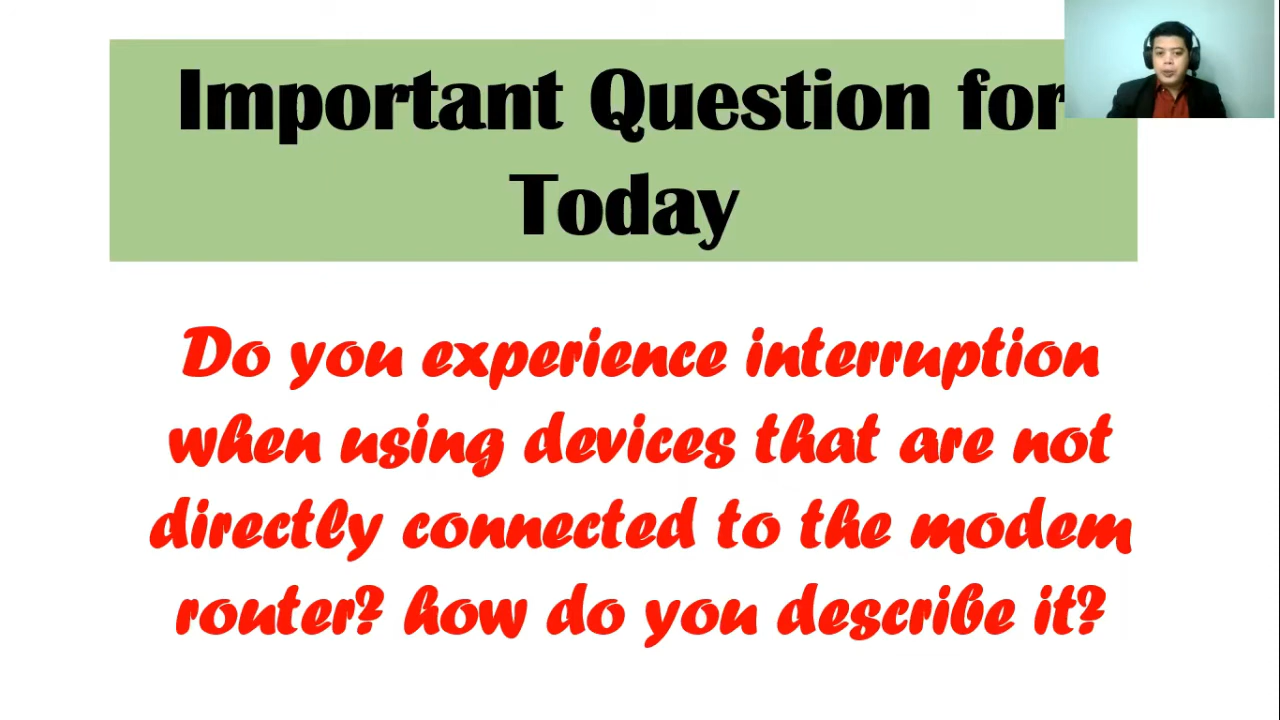 Important Question for
Today
Do you experience interruption
when using devices that are not
directly connected to the modem
router? how do you describe it?